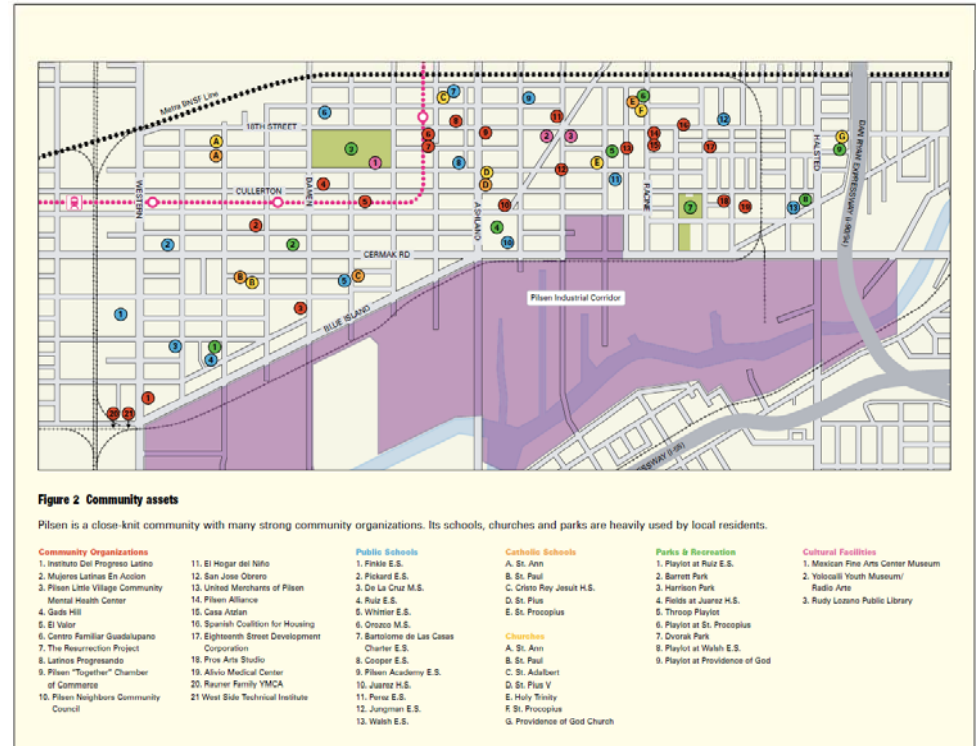 Metra BNSF Line
18TH STREET
CULLERTON
WESTERN
DAMEN
ASHLAND
RACINE
HALSTED
DAN RYAN EXPRESSWAY (I-90/94)
CERMAK RD
BLUE ISLAND
Pilsen Industrial Corridor
SSWAY (I-55)
Figure 2 Community assets
Pilsen is a close-knit community with many strong community organizations. Its schools, churches and parks are heavily used by local residents.
Community Organizations
1. Instituto Del Progreso Latino
2. Mujeres Latinas En Accion
3. Pilsen Little Village Community
Mental Health Center
4. Gads Hill
5. El Valor
6. Centro Familiar Guadalupano
7. The Resurrection Project
8. Latinos Progresando
9. Pilsen "Together" Chamber
of Commerce
10. Pilsen Neighbors Community
Council
11. El Hogar del Niño
12. San Jose Obrero
13. United Merchants of Pilsen
14. Pilsen Alliance
15. Casa Aztlan
16. Spanish Coalition for Housing
17. Eighteenth Street Development
Corporation
18. Pros Arts Studio
19. Alivio Medical Center
20. Rauner Family YMCA
21 West Side Technical Institute
Public Schools
1. Finkle E.S.
2. Pickard E.S.
3. De La Cruz M.S.
4. Ruiz E.S.
5. Whittier E.S.
6. Orozco M.S.
7. Bartolome de Las Casas
Charter E.S.
8. Cooper E.S.
9. Pilsen Academy E.S.
10. Juarez H.S.
11. Perez E.S.
12. Jungman E.S.
13. Walsh E.S.
Catholic Schools
A. St. Ann
B. St. Paul
C. Cristo Rey Jesuit H.S.
D. St. Pius
E. St. Procopius
Churches
A. St. Ann
B. St. Paul
C. St. Adalbert
D. St. Pius V
E. Holy Trinity
F. St. Procopius
G. Providence of God Church
Parks & Recreation
1. Playlot at Ruiz E.S.
2. Barrett Park
3. Harrison Park
4. Fields at Juarez H.S.
5. Throop Playlot
6. Playlot at St. Procopius
7. Dvorak Park
8. Playlot at Walsh E.S.
9. Playlot at Providence of God
Cultural Facilities
1. Mexican Fine Arts Center Museum
2. Yolocalli Youth Museum/
Radio Arte
3. Rudy Lozano Public Library